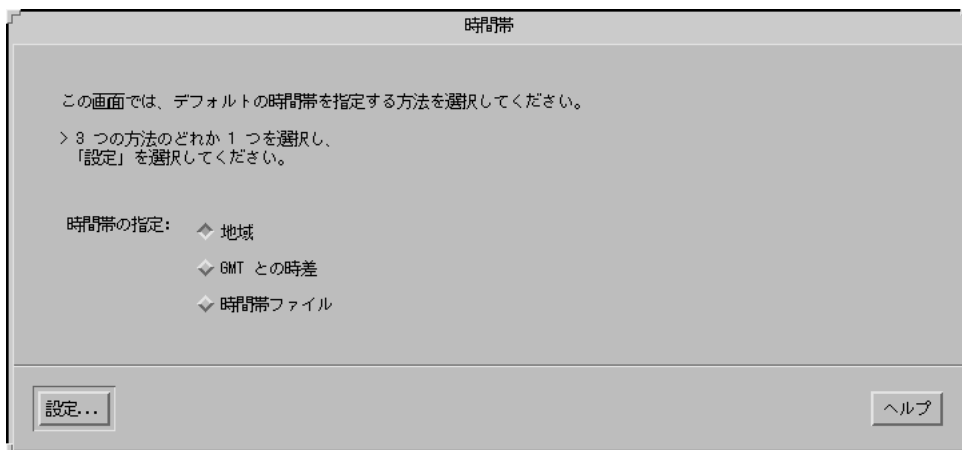 時間帯
この画面では、デフォルトの時間帯を指定する方法を選択してください。
> 3 つの方法のどれか 1 つを選択し、
「設定」を選択してください。
時間帯の指定: 地域
GMT との時差
時間帯ファイル
設定... ヘルプ